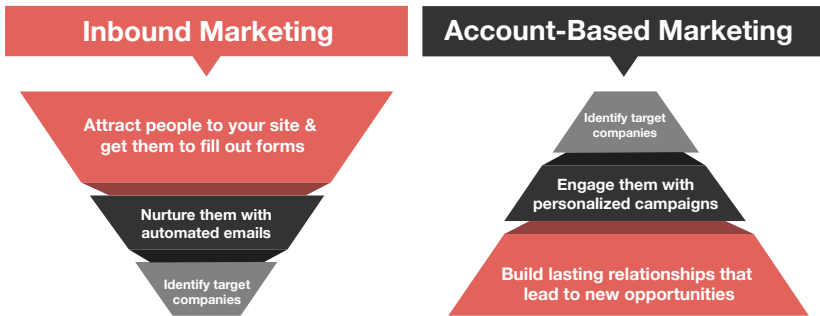 Inbound Marketing
Attract people to your site &
get them to fill out forms
Nurture them with
automated emails
Identify target
companies
Account-Based Marketing
Identify target
companies
Engage them with
personalized campaigns
Build lasting relationships that
lead to new opportunities